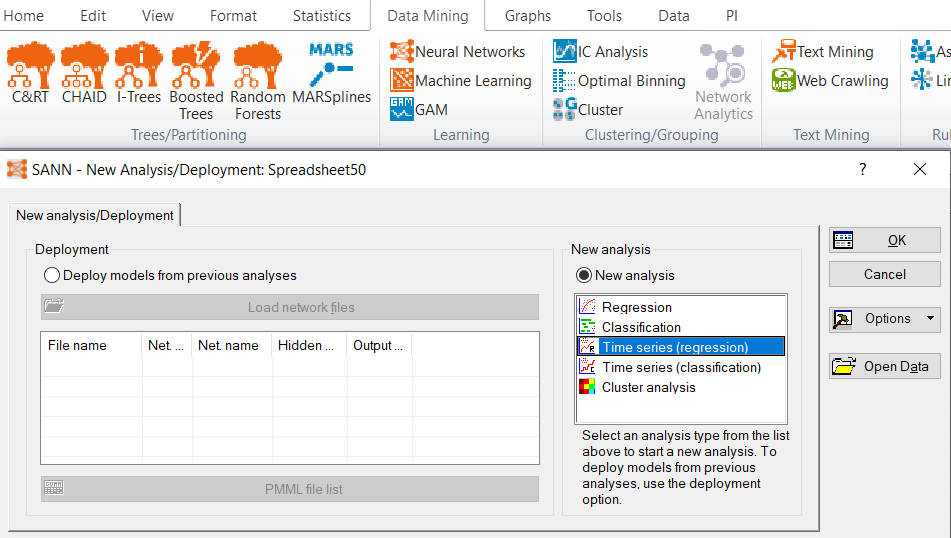 Home Edit View Format Statistics Data Mining Graphs Tools Data PI
C&RT CHAID I-Trees Boosted Trees Random Forests MARS MARSplines
Trees/Partitioning
Neural Networks
Machine Learning
GAM GAM
Learning
IC Analysis
Optimal Binning
Cluster
Network Analytics
Clustering/Grouping
Text Mining
WEB Web Crawling
Text Mining
SANN - New Analysis/Deployment: Spreadsheet50
?
New analysis/Deployment
Deployment
Deploy models from previous analyses
Load network files
File name Net. ... Net. name Hidden ... Output ...
PMML file list
New analysis
New analysis
Regression
Classification
Time series (regression)
Time series (classification)
Cluster analysis
Select an analysis type from the list
above to start a new analysis. To
deploy models from previous
analyses, use the deployment
option.
OK
Cancel
Options
Open Data